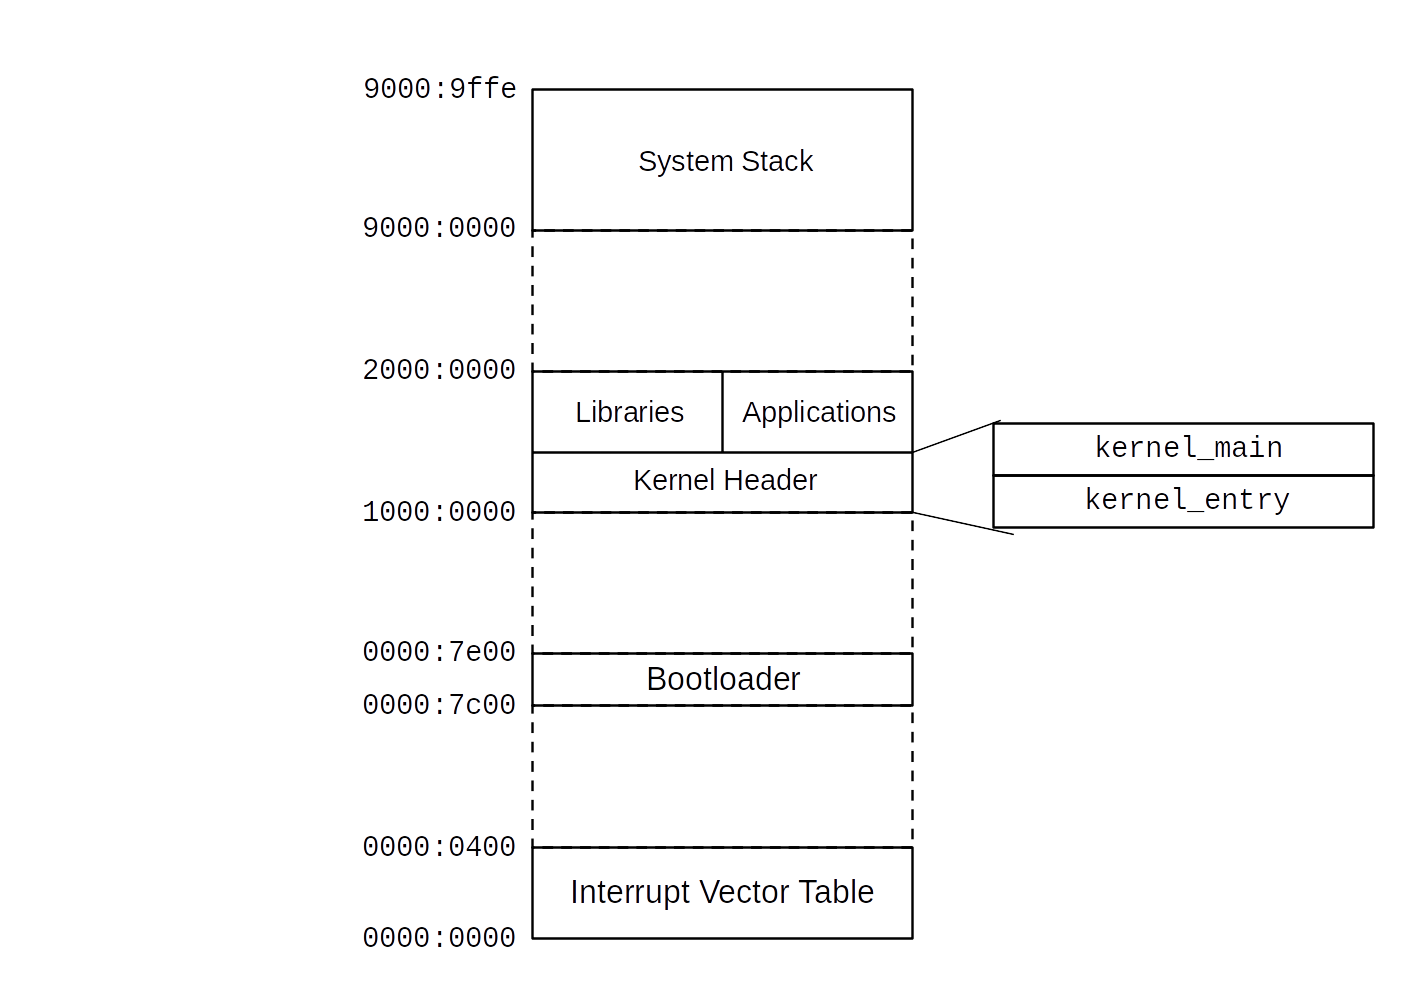 9000:9ffe
System Stack
9000:0000
2000:0000
Libraries
Applications
kernel_main
Kernel Header
kernel_entry
1000:0000
0000:7e00
Bootloader
0000:7c00
0000:0400
Interrupt Vector Table
0000:0000